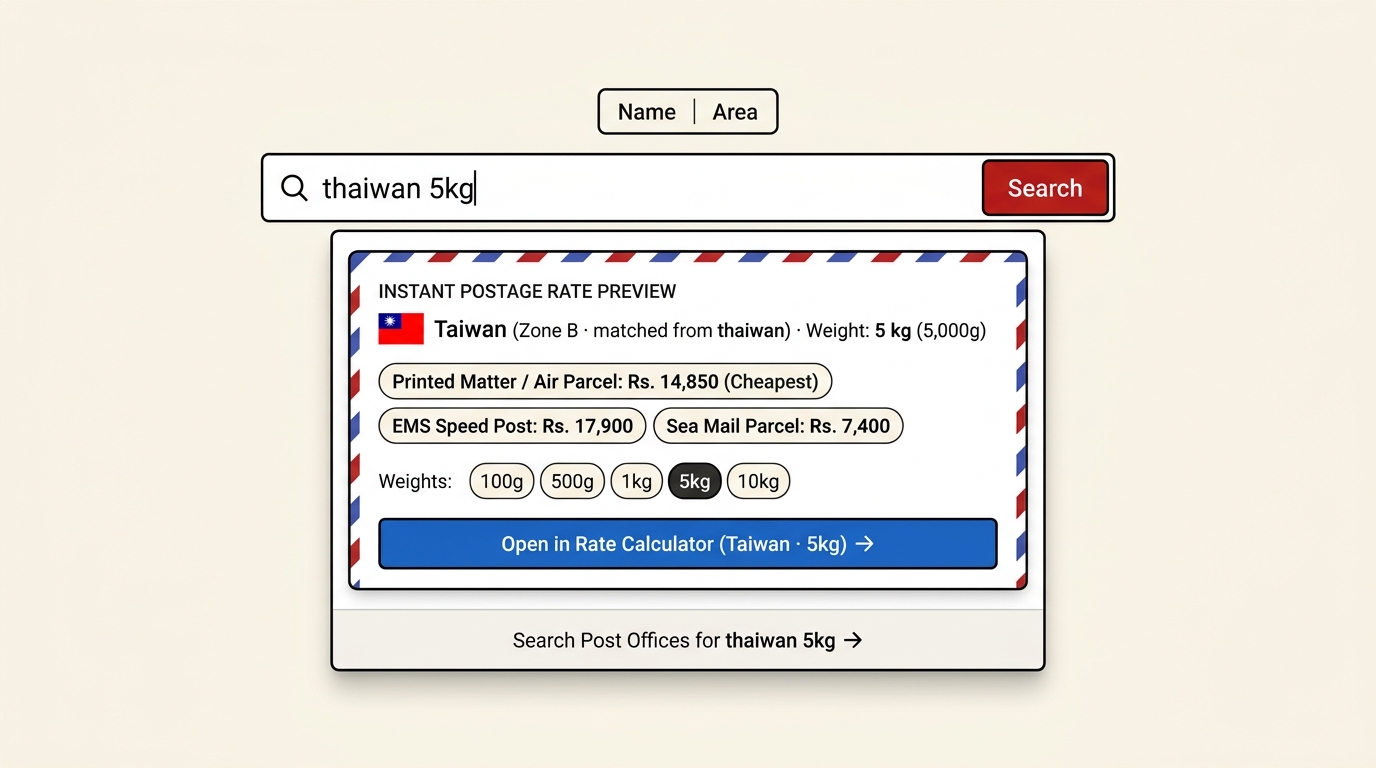 Name | Area
thaiwan 5kg Search
INSTANT POSTAGE RATE PREVIEW
Taiwan (Zone B · matched from thaiwan) · Weight: 5 kg (5,000g)
Printed Matter / Air Parcel: Rs. 14,850 (Cheapest)
EMS Speed Post: Rs. 17,900 Sea Mail Parcel: Rs. 7,400
Weights: 100g 500g 1kg 5kg 10kg
Open in Rate Calculator (Taiwan · 5kg) →
Search Post Offices for thaiwan 5kg →